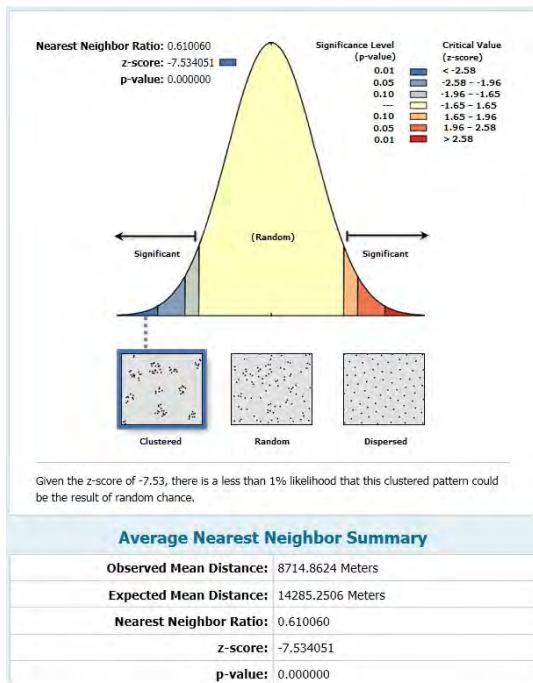 Nearest Neighbor Ratio: 0.610060
z-score: -7.534051
p-value: 0.000000
Significance Level
(p-value)
Critical Value
(z-score)
0.01 < -2.58
0.05 -2.58 - -1.96
0.10 -1.96 - -1.65
--- -1.65 - 1.65
0.10 1.65 - 1.96
0.05 1.96 - 2.58
0.01 > 2.58
(Random)
Significant
Significant
Clustered
Random
Dispersed
Given the z-score of -7.53, there is a less than 1% likelihood that this clustered pattern could
be the result of random chance.
Average Nearest Neighbor Summary
Observed Mean Distance: 8714.8624 Meters
Expected Mean Distance: 14285.2506 Meters
Nearest Neighbor Ratio: 0.610060
z-score: -7.534051
p-value: 0.000000